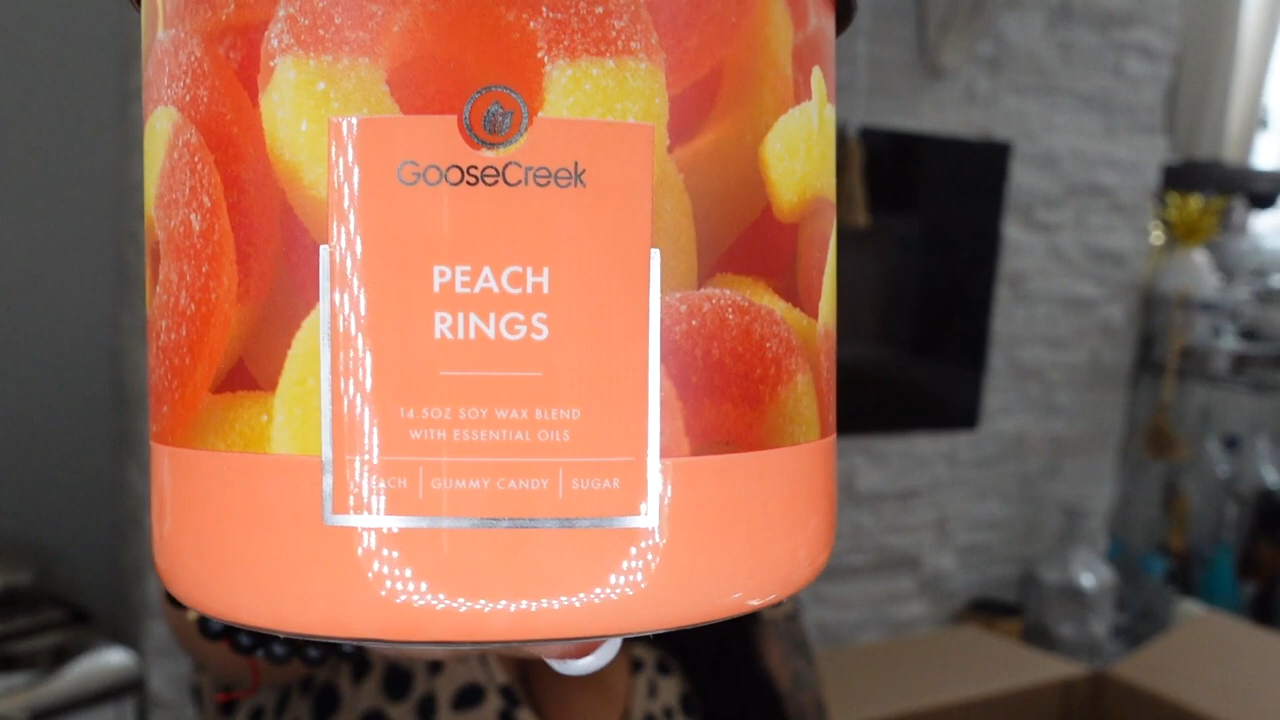 GooseCreek
PEACH
RINGS
14.5OZ SOY WAX BLEND
WITH ESSENTIAL OILS
GUMMY CANDY | SUGAR